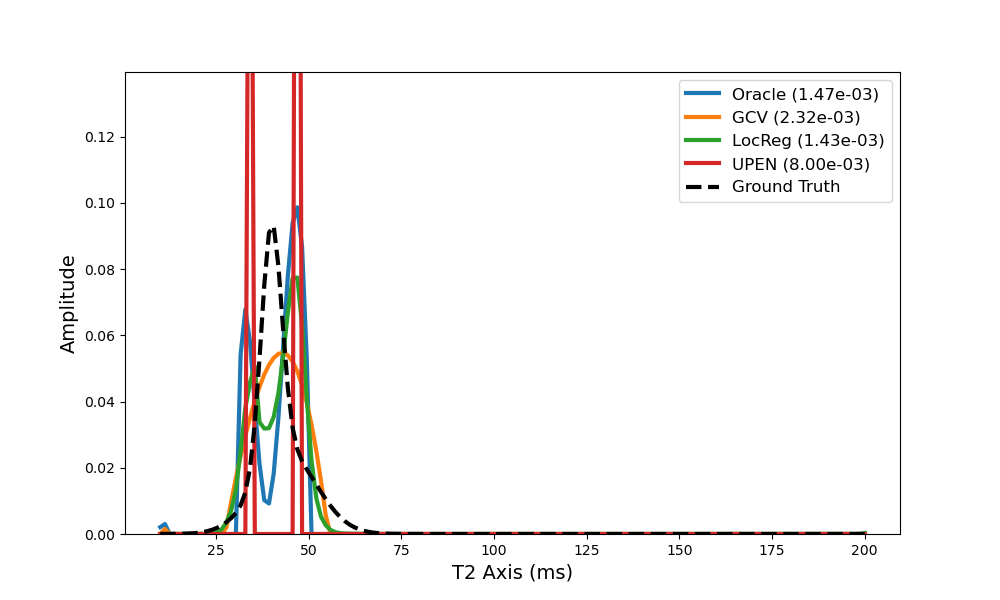 Oracle (1.47e-03)
GCV (2.32e-03)
LocReg (1.43e-03)
UPEN (8.00e-03)
Ground Truth
Amplitude
0.12
0.10
0.08
0.06
0.04
0.02
0.00
25 50 75 100 125 150 175 200
T2 Axis (ms)